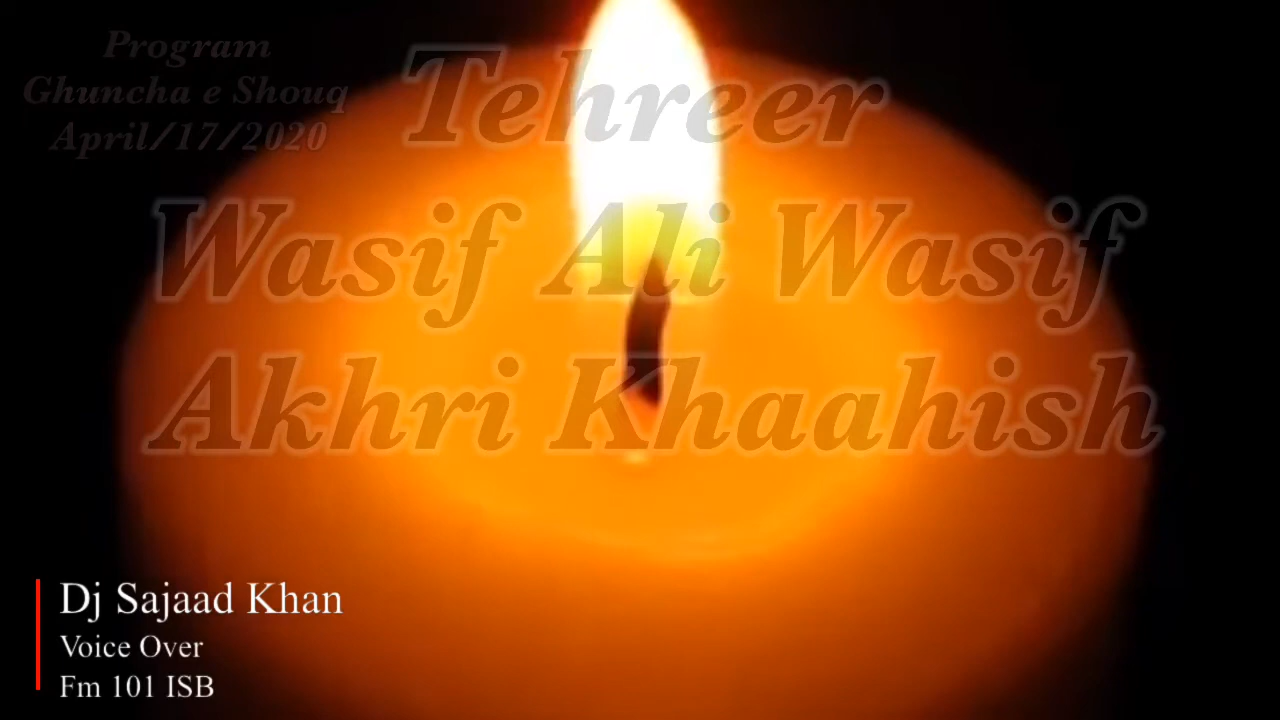 Program
Ghuncha e Shouq
April/17/2020
Tehreer
Wasif Ali Wasif
Akhri Khaahish
Dj Sajaad Khan
Voice Over
Fm 101 ISB